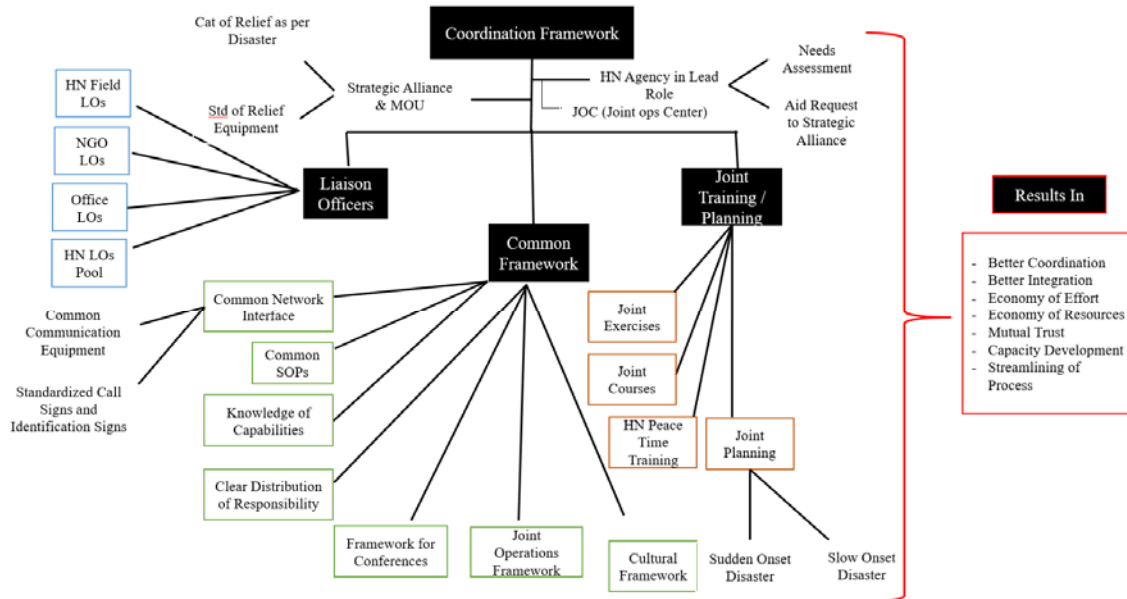 Coordination Framework
Cat of Relief as per
Disaster
Std of Relief
Equipment
Strategic Alliance
& MOU
HN Agency in Lead
Role
JOC (Joint ops Center)
Needs
Assessment
Aid Request
to Strategic
Alliance
HN Field
LOs
NGO
LOs
Office
LOs
HN LOs
Pool
Liaison
Officers
Common
Framework
Joint
Training /
Planning
Common Network
Interface
Common
Communication
Equipment
Standardized Call
Signs and
Identification Signs
Common
SOPs
Knowledge of
Capabilities
Clear Distribution
of Responsibility
Framework for
Conferences
Joint
Operations
Framework
Cultural
Framework
Joint
Exercises
Joint
Courses
HN Peace
Time
Training
Joint
Planning
Sudden Onset
Disaster
Slow Onset
Disaster
Results In
- Better Coordination
- Better Integration
- Economy of Effort
- Economy of Resources
- Mutual Trust
- Capacity Development
- Streamlining of
Process